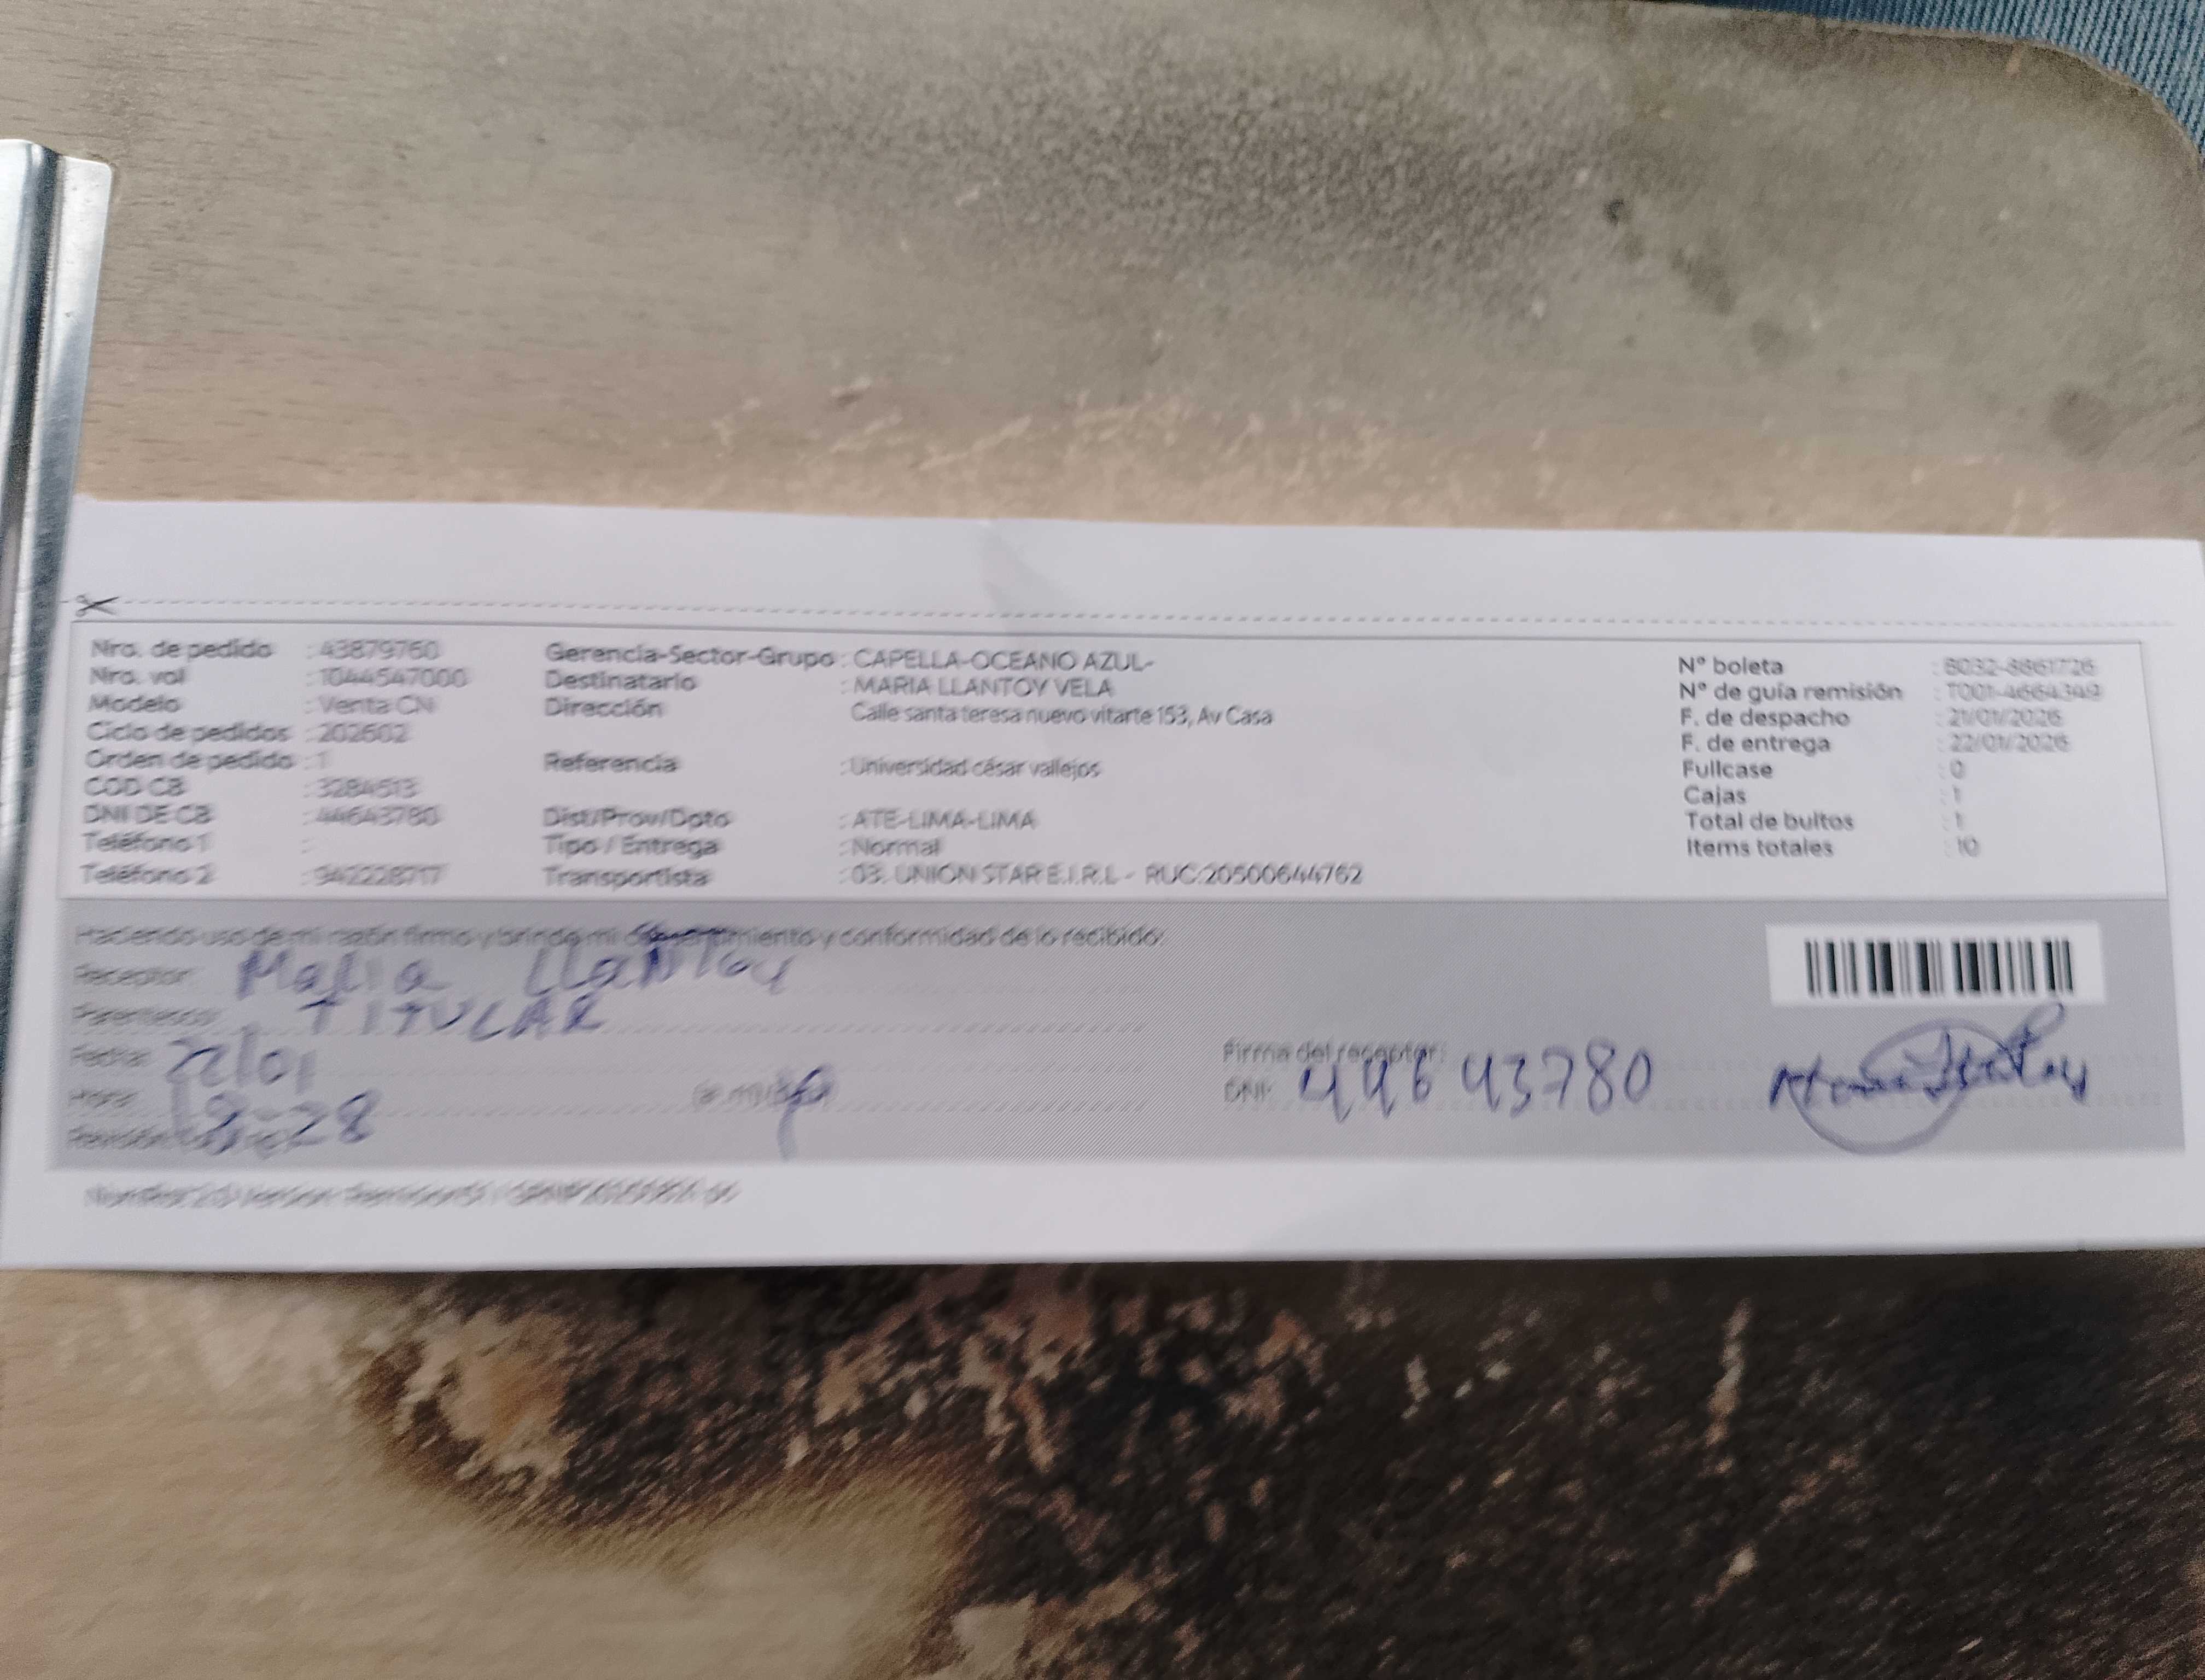 Nro. de pedido : 43879760
Nro. vol : 1044547000
Modelo : Venta CN
Ciclo de pedidos : 202602
Orden de pedido : 1
COD CB : 3284513
DNI DE CB : 44643780
Teléfono 1 :
Teléfono 2 : 942228717
Gerencia-Sector-Grupo : CAPELLA-OCEANO AZUL-
Destinatario : MARIA LLANTOY VELA
Dirección Calle santa teresa nuevo vitarte 153, Av Casa
Referencia : Universidad césar vallejos
Dist/Prov/Dpto : ATE-LIMA-LIMA
Tipo / Entrega : Normal
Transportista : 03. UNION STAR E.I.R.L - RUC:20500644762
N° boleta : B032-8861726
N° de guía remisión : T001-4664349
F. de despacho : 21/01/2026
F. de entrega : 22/01/2026
Fullcase : 0
Cajas : 1
Total de bultos : 1
Items totales : 10
Haciendo uso de mi razón firmo y brindo mi y conformidad de lo recibido:
Receptor: Maria Llantoy
Parentesco: TITULAR
Fecha: 22/01
Hora: 18:28
Firma del receptor:
DNI: 44643780